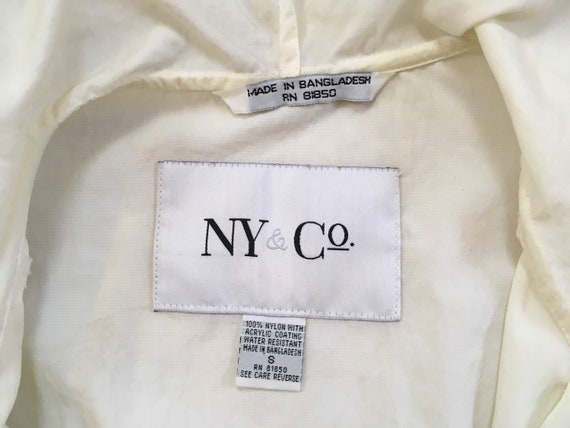 MADE IN BANGLADESH
RN 81850
NY & Co.
100% NYLON WITH
ACRYLIC COATING
WATER RESISTANT
MADE IN BANGLADESH
S
RN 81850
SEE CARE REVERSE